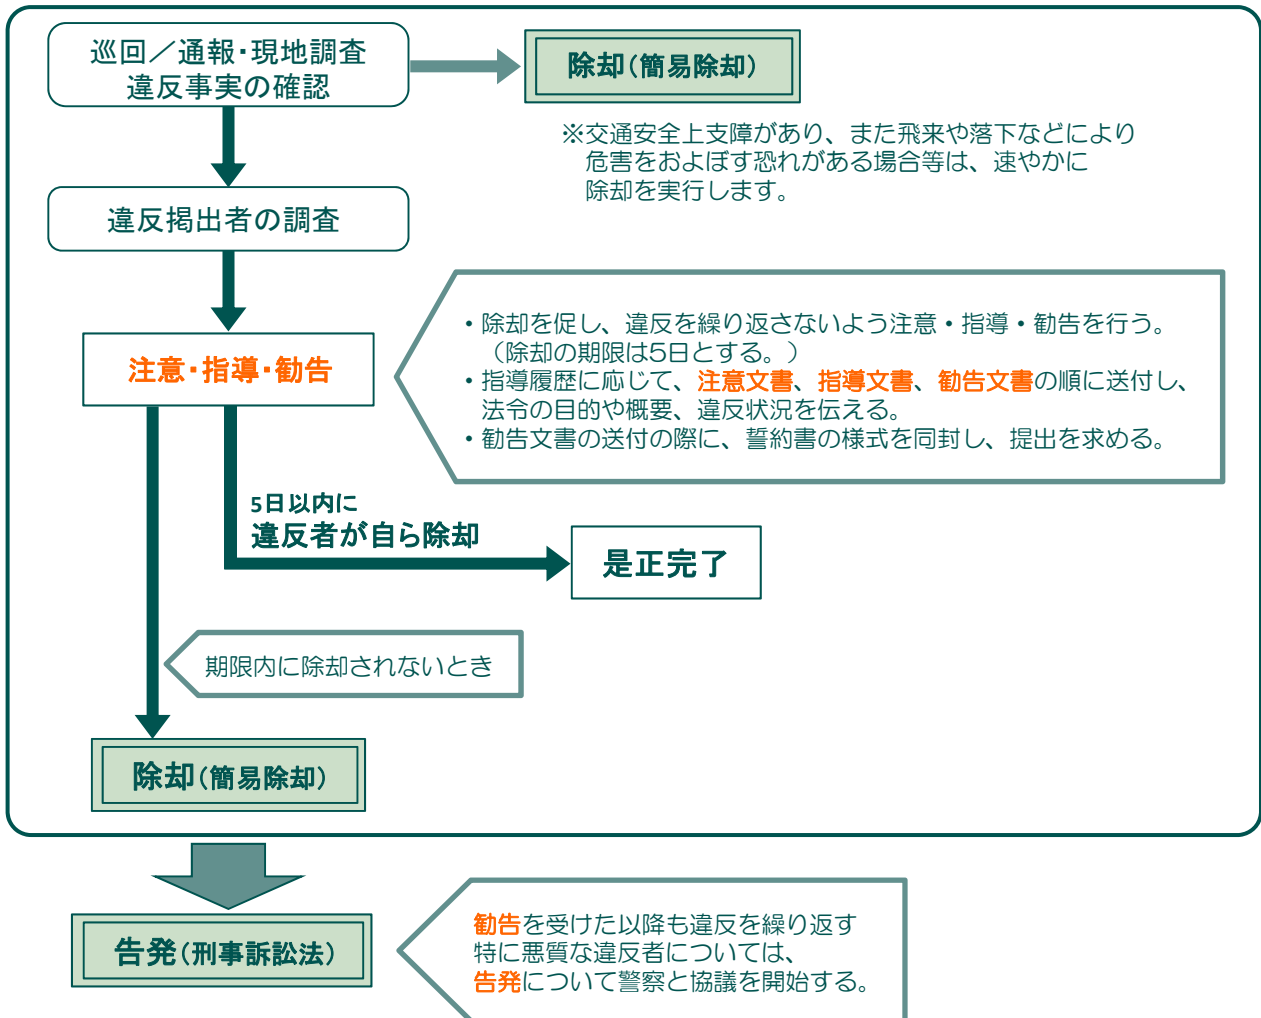 巡回／通報・現地調査
違反事実の確認
除却(簡易除却)
※交通安全上支障があり、また飛来や落下などにより
危害をおよぼす恐れがある場合等は、速やかに
除却を実行します。
違反掲出者の調査
注意・指導・勧告
・除却を促し、違反を繰り返さないよう注意・指導・勧告を行う。
（除却の期限は5日とする。）
・指導履歴に応じて、注意文書、指導文書、勧告文書の順に送付し、
法令の目的や概要、違反状況を伝える。
・勧告文書の送付の際に、誓約書の様式を同封し、提出を求める。
5日以内に
違反者が自ら除却
是正完了
期限内に除却されないとき
除却(簡易除却)
告発(刑事訴訟法)
勧告を受けた以降も違反を繰り返す
特に悪質な違反者については、
告発について警察と協議を開始する。